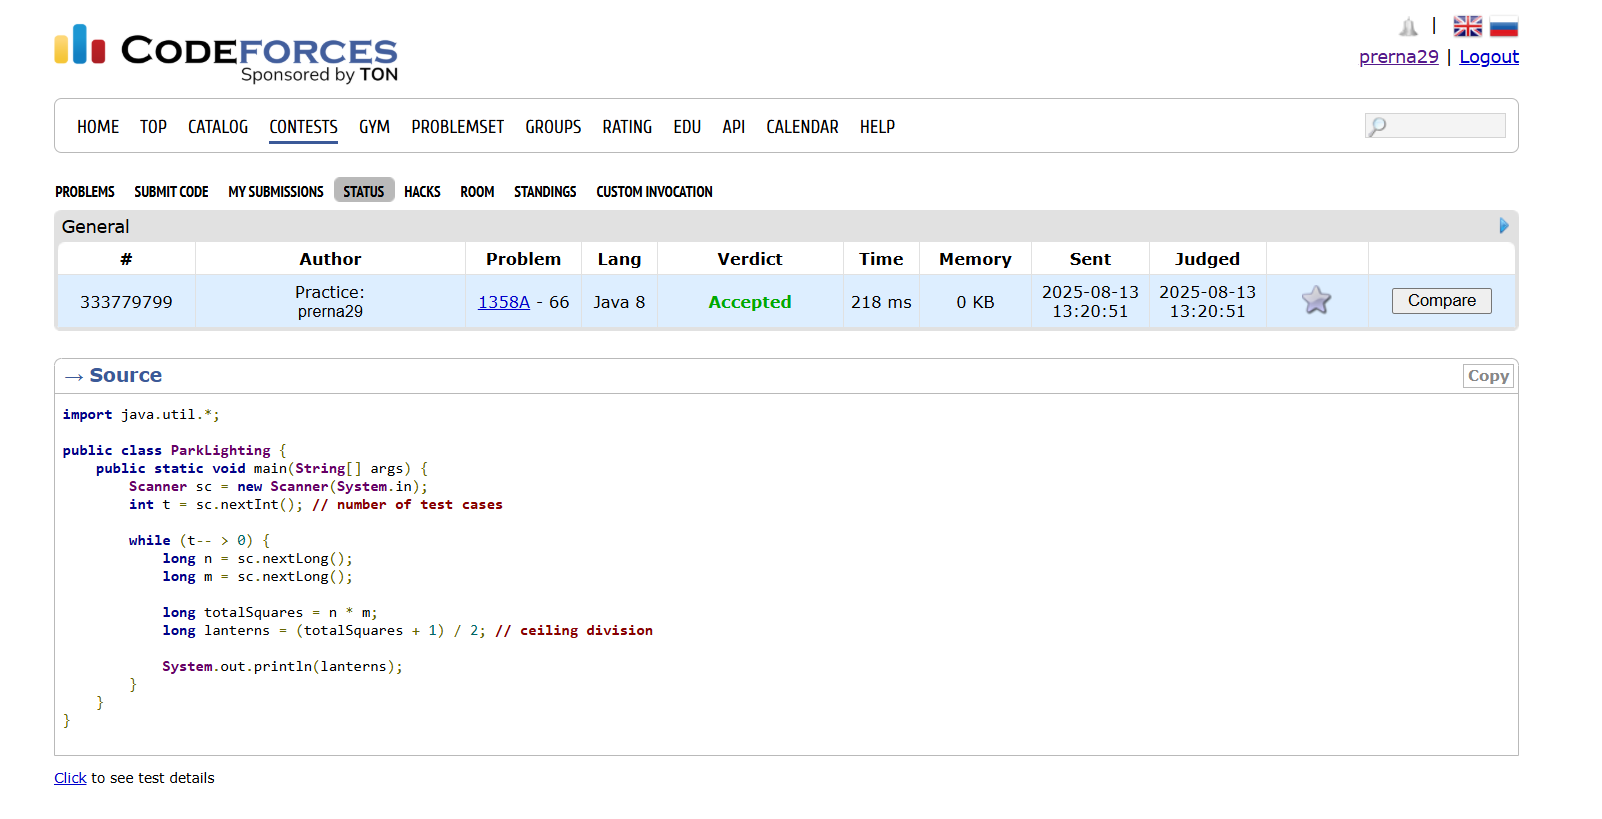 CODEFORCES
Sponsored by TON
|
prerna29 | Logout
HOME TOP CATALOG CONTESTS GYM PROBLEMSET GROUPS RATING EDU API CALENDAR HELP
PROBLEMS SUBMIT CODE MY SUBMISSIONS STATUS HACKS ROOM STANDINGS CUSTOM INVOCATION
General
# Author Problem Lang Verdict Time Memory Sent Judged
333779799 Practice: prerna29 1358A - 66 Java 8 Accepted 218 ms 0 KB 2025-08-13 13:20:51 2025-08-13 13:20:51 Compare
→ Source Copy
import java.util.*;
public class ParkLighting {
    public static void main(String[] args) {
        Scanner sc = new Scanner(System.in);
        int t = sc.nextInt(); // number of test cases
        while (t-- > 0) {
            long n = sc.nextLong();
            long m = sc.nextLong();
            long totalSquares = n * m;
            long lanterns = (totalSquares + 1) / 2; // ceiling division
            System.out.println(lanterns);
        }
    }
}
Click to see test details